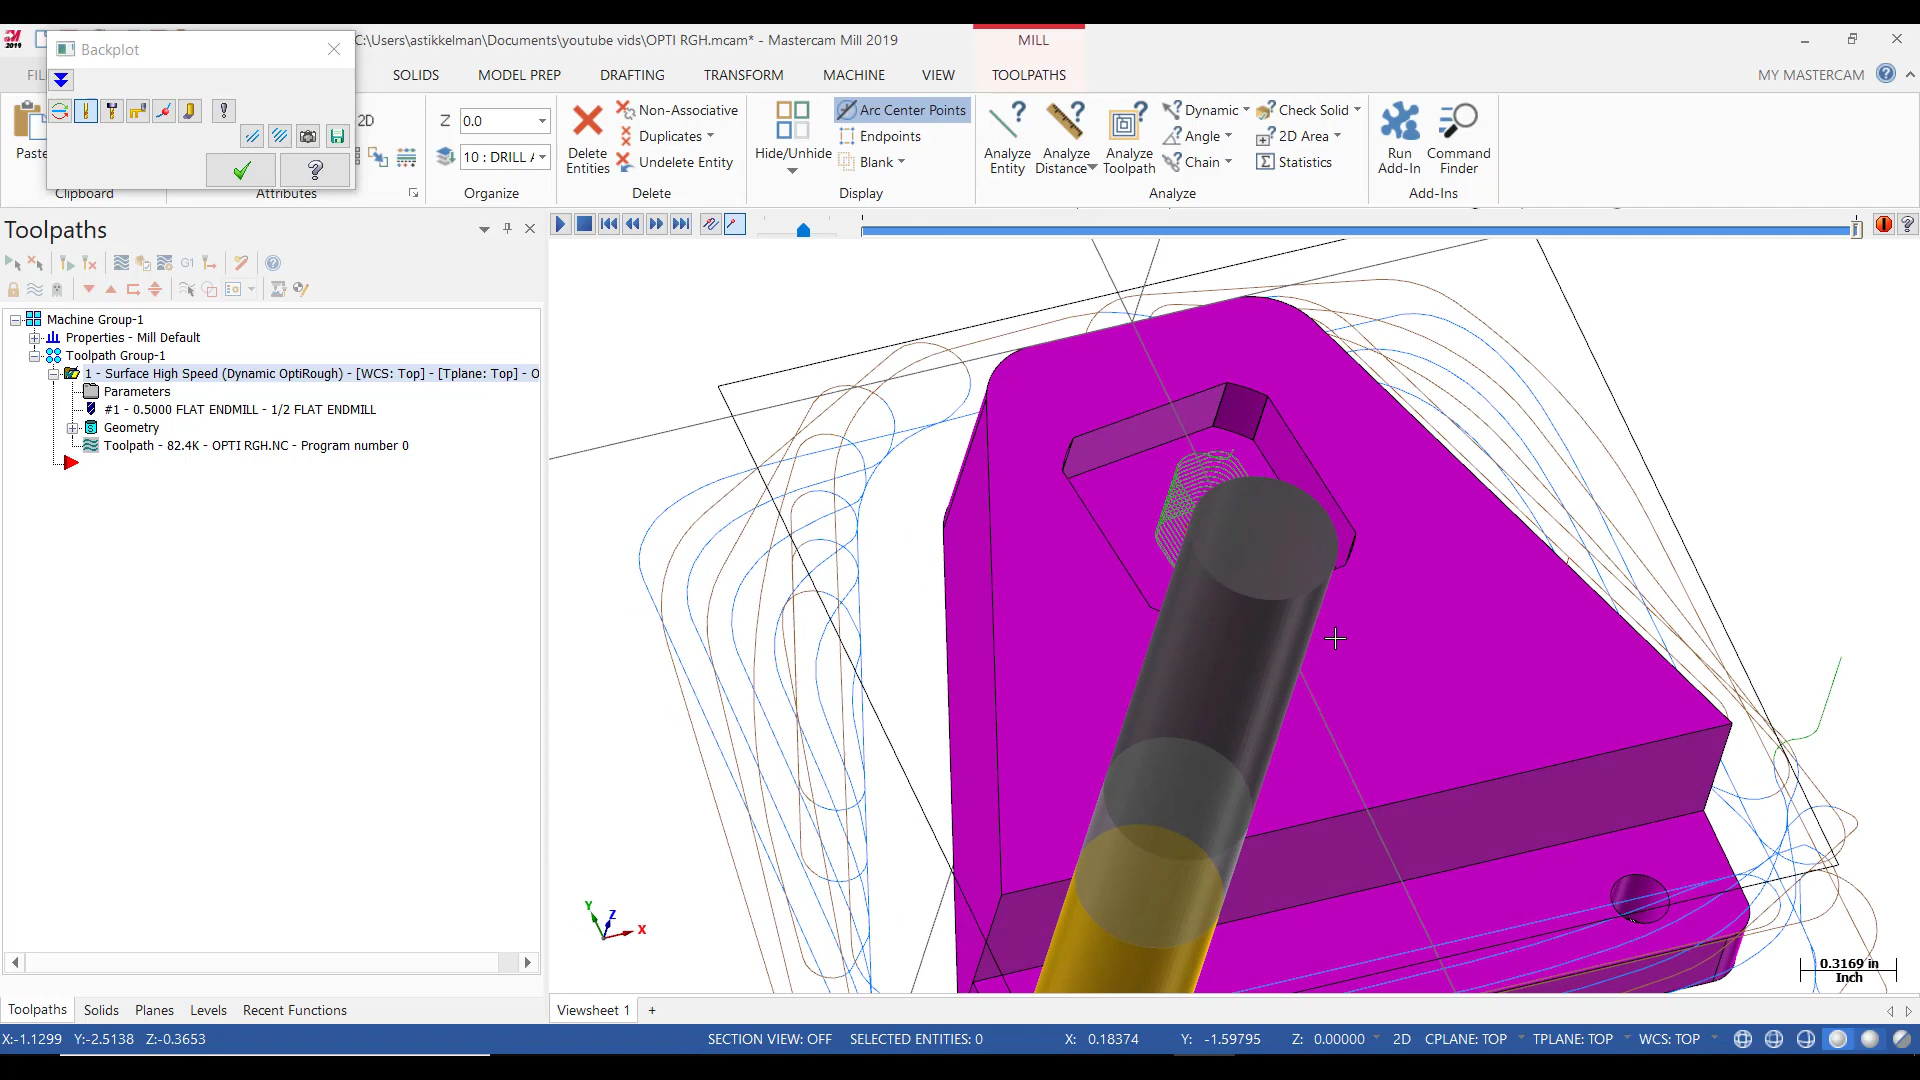 2019
Backplot
C:\Users\astikkelman\Documents\youtube vids\OPTI RGH.mcam* - Mastercam Mill 2019
MILL
FIL
SOLIDS
MODEL PREP
DRAFTING
TRANSFORM
MACHINE
VIEW
TOOLPATHS
MY MASTERCAM
Paste
2D
Z
0.0
10 : DRILL A
Delete Entities
Non-Associative
Duplicates
Undelete Entity
Hide/Unhide
Arc Center Points
Endpoints
Blank
Analyze Entity
Analyze Distance
Analyze Toolpath
Dynamic
Angle
Chain
Check Solid
2D Area
Statistics
Run Add-In
Command Finder
Clipboard
Attributes
Organize
Delete
Display
Analyze
Add-Ins
Toolpaths
G1
Machine Group-1
Properties - Mill Default
Toolpath Group-1
1 - Surface High Speed (Dynamic OptiRough) - [WCS: Top] - [Tplane: Top] - O
Parameters
#1 - 0.5000 FLAT ENDMILL - 1/2 FLAT ENDMILL
Geometry
Toolpath - 82.4K - OPTI RGH.NC - Program number 0
Y
Z
X
0.3169 in
Inch
Toolpaths
Solids
Planes
Levels
Recent Functions
Viewsheet 1
+
X:-1.1299
Y:-2.5138
Z:-0.3653
SECTION VIEW: OFF
SELECTED ENTITIES: 0
X: 0.18374
Y: -1.59795
Z: 0.00000
2D
CPLANE: TOP
TPLANE: TOP
WCS: TOP